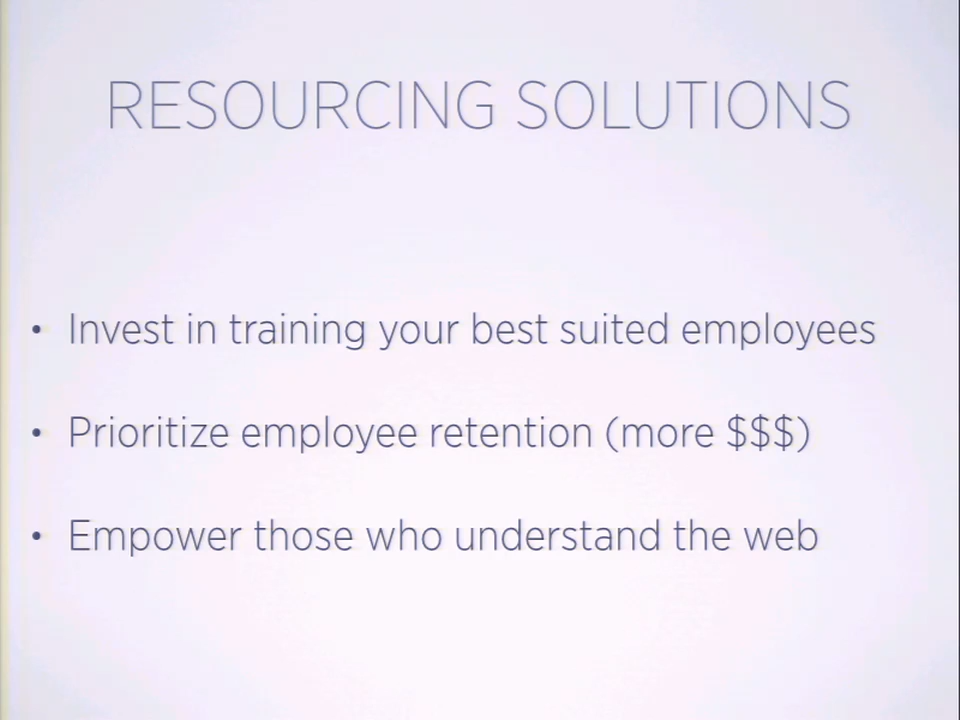 RESOURCING SOLUTIONS
• Invest in training your best suited employees
• Prioritize employee retention (more $$$)
• Empower those who understand the web